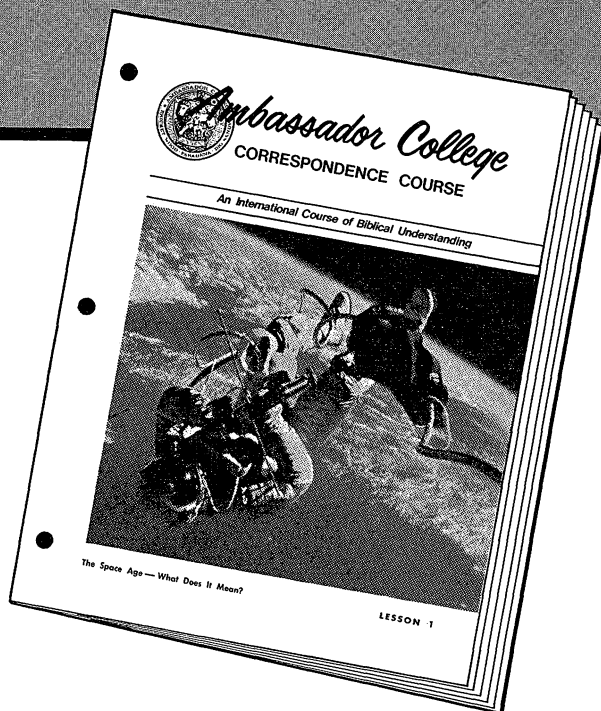 Ambassador College
CORRESPONDENCE COURSE
An International Course of Biblical Understanding
The Space Age — What Does It Mean?
LESSON 1